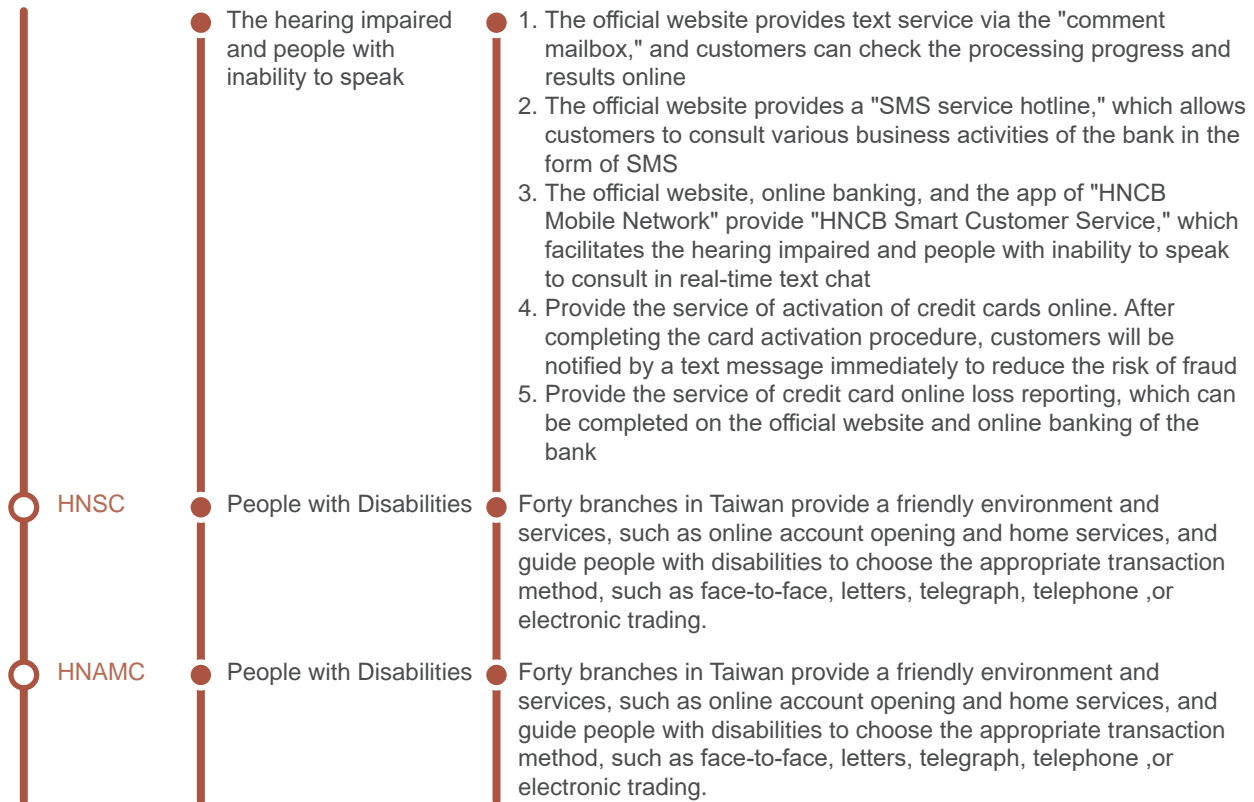 The hearing impaired
and people with
inability to speak
1. The official website provides text service via the "comment
mailbox," and customers can check the processing progress and
results online
2. The official website provides a "SMS service hotline," which allows
customers to consult various business activities of the bank in the
form of SMS
3. The official website, online banking, and the app of "HNCB
Mobile Network" provide "HNCB Smart Customer Service," which
facilitates the hearing impaired and people with inability to speak
to consult in real-time text chat
4. Provide the service of activation of credit cards online. After
completing the card activation procedure, customers will be
notified by a text message immediately to reduce the risk of fraud
5. Provide the service of credit card online loss reporting, which can
be completed on the official website and online banking of the
bank
HNSC
People with Disabilities
Forty branches in Taiwan provide a friendly environment and
services, such as online account opening and home services, and
guide people with disabilities to choose the appropriate transaction
method, such as face-to-face, letters, telegraph, telephone ,or
electronic trading.
HNAMC
People with Disabilities
Forty branches in Taiwan provide a friendly environment and
services, such as online account opening and home services, and
guide people with disabilities to choose the appropriate transaction
method, such as face-to-face, letters, telegraph, telephone ,or
electronic trading.